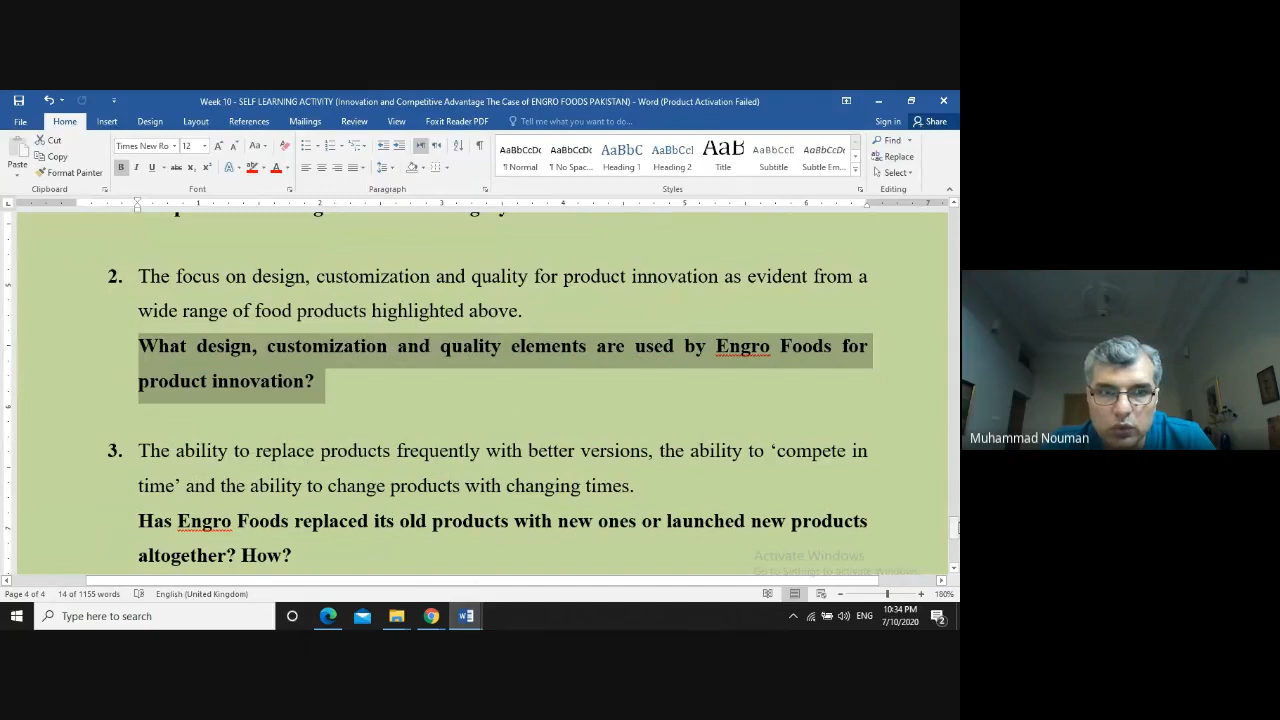 Week 10 - SELF LEARNING ACTIVITY (Innovation and Competitive Advantage The Case of ENGRO FOODS PAKISTAN) - Word (Product Activation Failed)
File Home Insert Design Layout References Mailings Review View Foxit Reader PDF Tell me what you want to do... Sign in Share
Paste Cut Copy Format Painter
Times New Ro 12
AaBbCcDc AaBbCcDc AaBbC AaBbCcl AaB AaBbCcC AaBbCcDc
¶ Normal ¶ No Spac... Heading 1 Heading 2 Title Subtitle Subtle Em...
Find Replace Select
Clipboard Font Paragraph Styles Editing
1 2 3 4 5 6 7
2. The focus on design, customization and quality for product innovation as evident from a
wide range of food products highlighted above.
What design, customization and quality elements are used by Engro Foods for
product innovation?
3. The ability to replace products frequently with better versions, the ability to ‘compete in
time’ and the ability to change products with changing times.
Has Engro Foods replaced its old products with new ones or launched new products
altogether? How?
Activate Windows
Go to Settings to activate Windows.
Page 4 of 4 14 of 1155 words English (United Kingdom) 180%
Type here to search
ENG
10:34 PM
7/10/2020
2
Muhammad Nouman